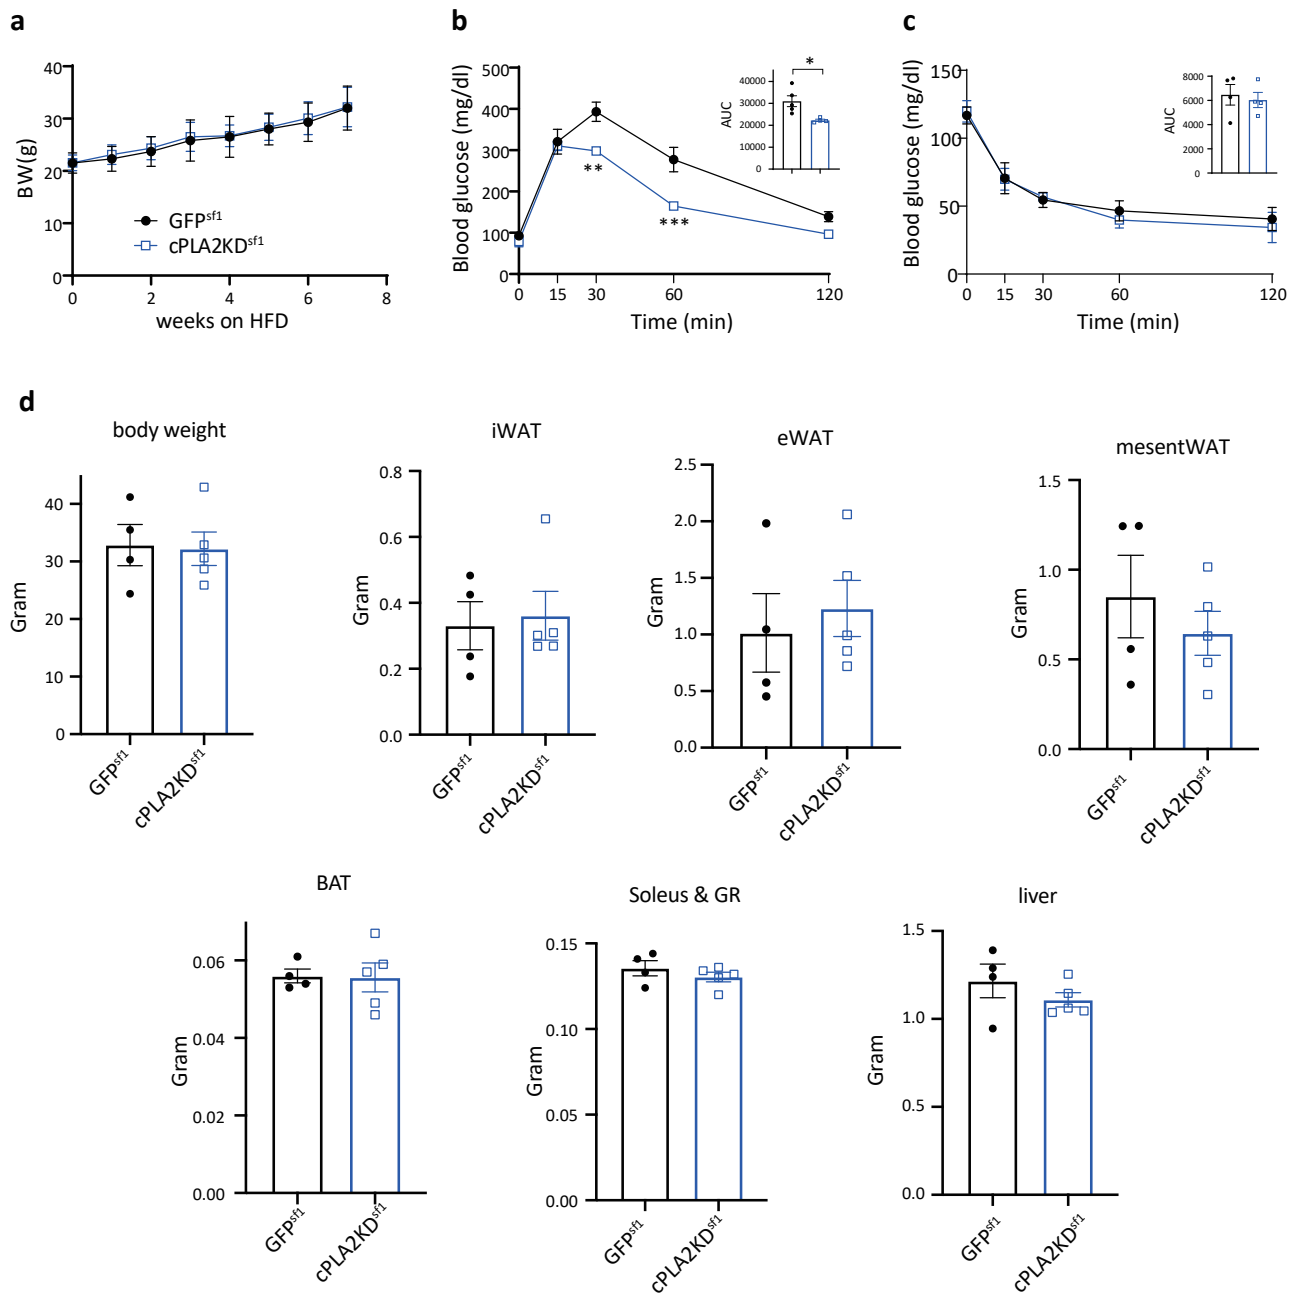 a
40
30
20
10
0
BW(g)
0 2 4 6 8
weeks on HFD
GFPsf1
cPLA2KDsf1
b
500
400
300
200
100
0
Blood glucose (mg/dl)
0 15 30 60 120
Time (min)
**
***
40000
30000
20000
10000
0
AUC
*
c
150
100
50
0
Blood glucose (mg/dl)
0 15 30 60 120
Time (min)
8000
6000
4000
2000
0
AUC
d
body weight
40
30
20
10
0
Gram
GFPsf1
cPLA2KDsf1
iWAT
0.8
0.6
0.4
0.2
0.0
Gram
GFPsf1
cPLA2KDsf1
eWAT
2.5
2.0
1.5
1.0
0.5
0.0
Gram
GFPsf1
cPLA2KDsf1
mesentWAT
1.5
1.0
0.5
0.0
Gram
GFPsf1
cPLA2KDsf1
BAT
0.06
0.04
0.02
0.00
Gram
GFPsf1
cPLA2KDsf1
Soleus & GR
0.15
0.10
0.05
0.00
Gram
GFPsf1
cPLA2KDsf1
liver
1.5
1.0
0.5
0.0
Gram
GFPsf1
cPLA2KDsf1